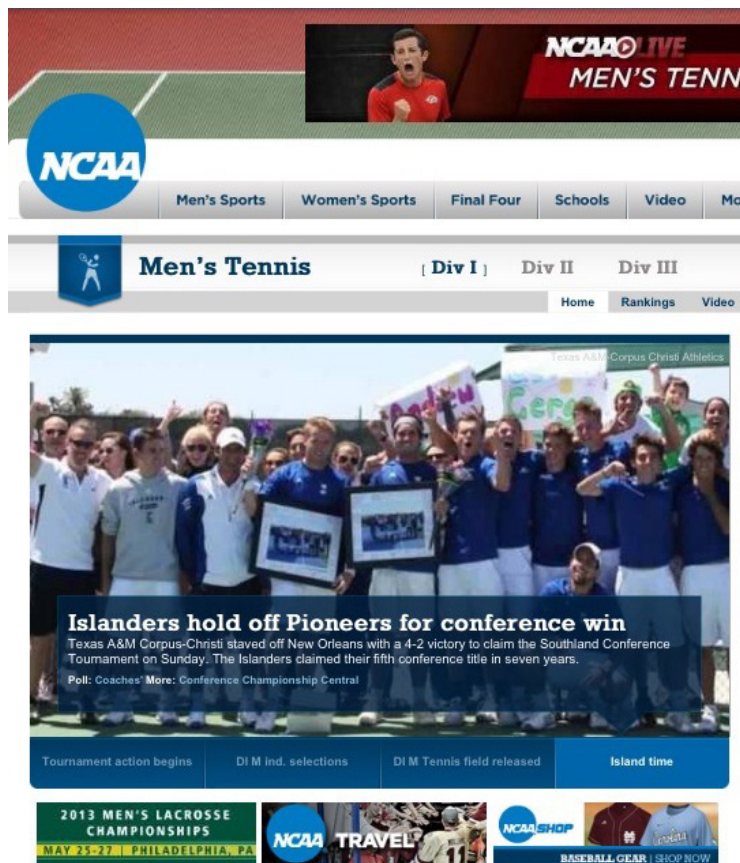 NCAA LIVE
MEN'S TENN
NCAA
Men's Sports Women's Sports Final Four Schools Video Mo
Men's Tennis [ Div I ] Div II Div III
Home Rankings Video
Texas A&M-Corpus Christi Athletics
Andrew
Geroge
Islanders hold off Pioneers for conference win
Texas A&M Corpus-Christi staved off New Orleans with a 4-2 victory to claim the Southland Conference
Tournament on Sunday. The Islanders claimed their fifth conference title in seven years.
Poll: Coaches' More: Conference Championship Central
Tournament action begins DI M ind. selections DI M Tennis field released Island time
2013 MEN'S LACROSSE
CHAMPIONSHIPS
MAY 25-27 PHILADELPHIA, PA
NCAA TRAVEL
11
NCAA SHOP
Carolina
BASEBALL GEAR | SHOP NOW